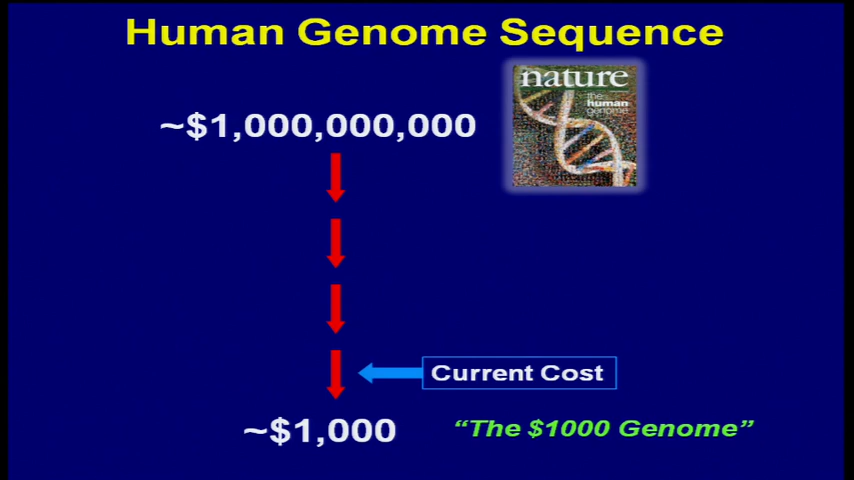 Human Genome Sequence
nature
the
human
genome
~$1,000,000,000
Current Cost
~$1,000
“The $1000 Genome”